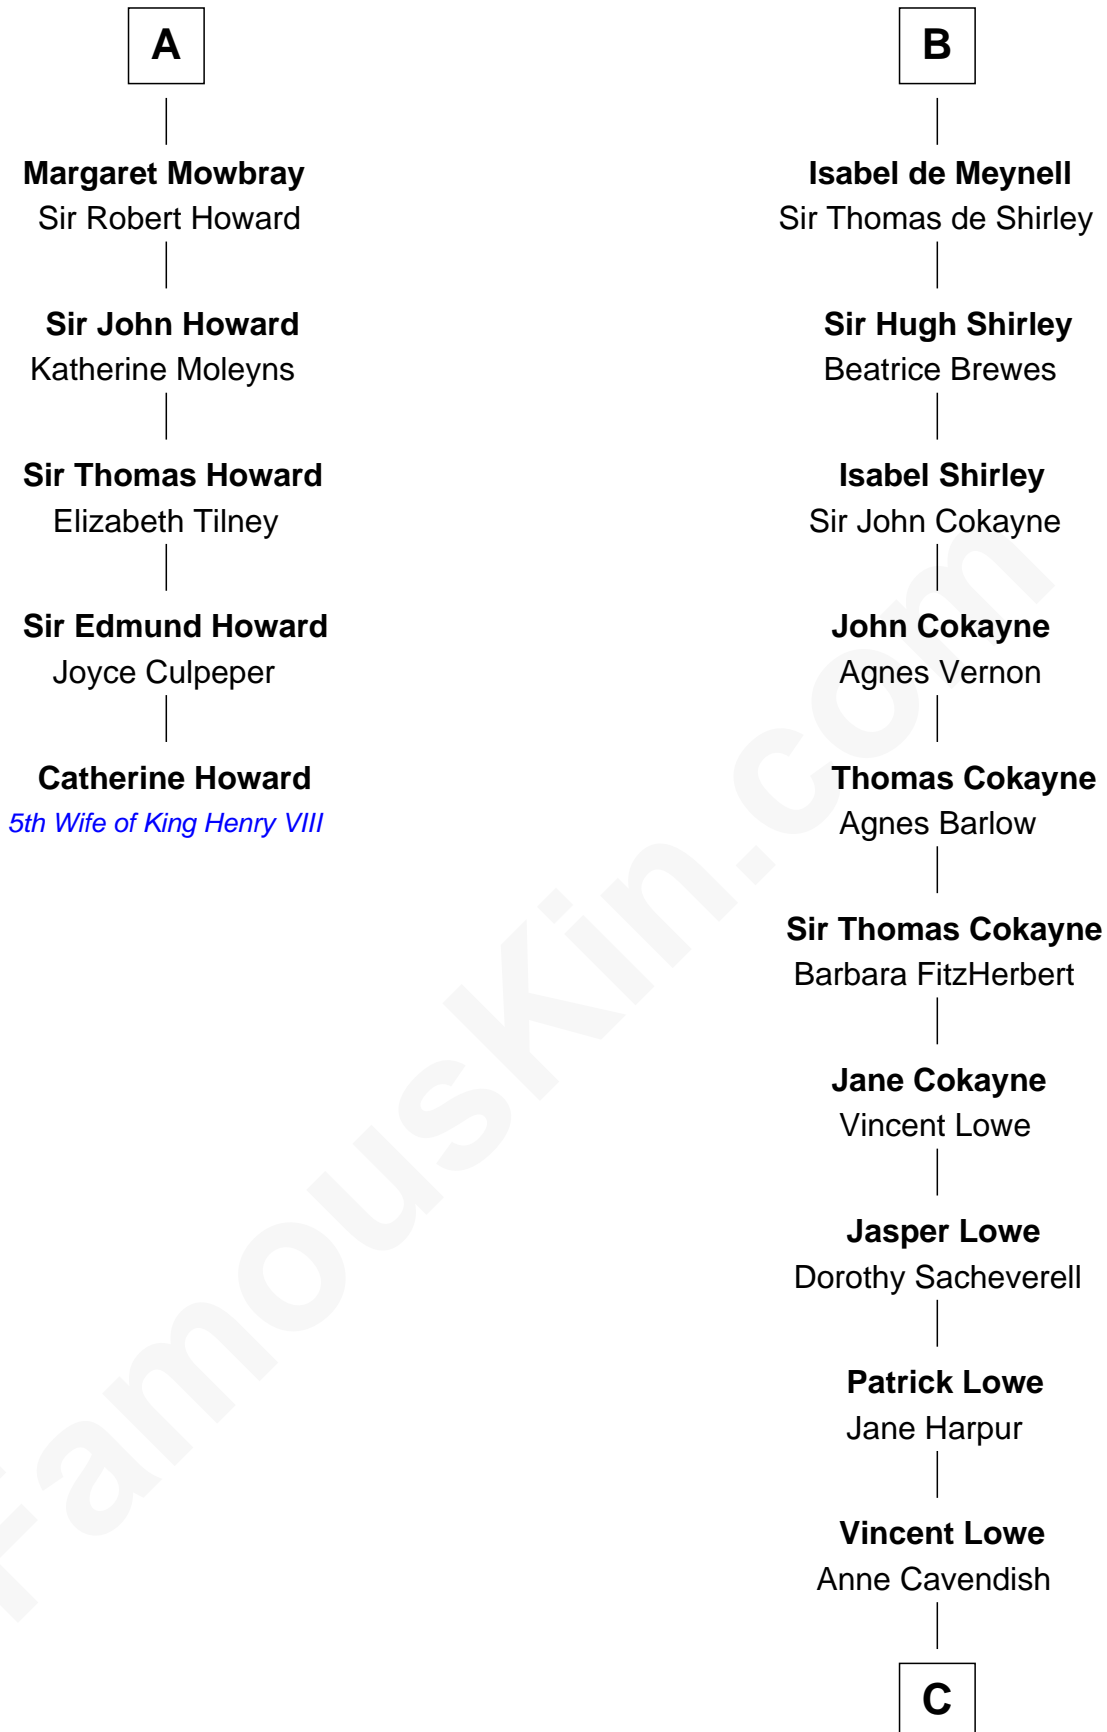 A
Margaret Mowbray
Sir Robert Howard
Sir John Howard
Katherine Moleyns
Sir Thomas Howard
Elizabeth Tilney
Sir Edmund Howard
Joyce Culpeper
Catherine Howard
5th Wife of King Henry VIII
B
Isabel de Meynell
Sir Thomas de Shirley
Sir Hugh Shirley
Beatrice Brewes
Isabel Shirley
Sir John Cokayne
John Cokayne
Agnes Vernon
Thomas Cokayne
Agnes Barlow
Sir Thomas Cokayne
Barbara FitzHerbert
Jane Cokayne
Vincent Lowe
Jasper Lowe
Dorothy Sacheverell
Patrick Lowe
Jane Harpur
Vincent Lowe
Anne Cavendish
C
FamousKin.com